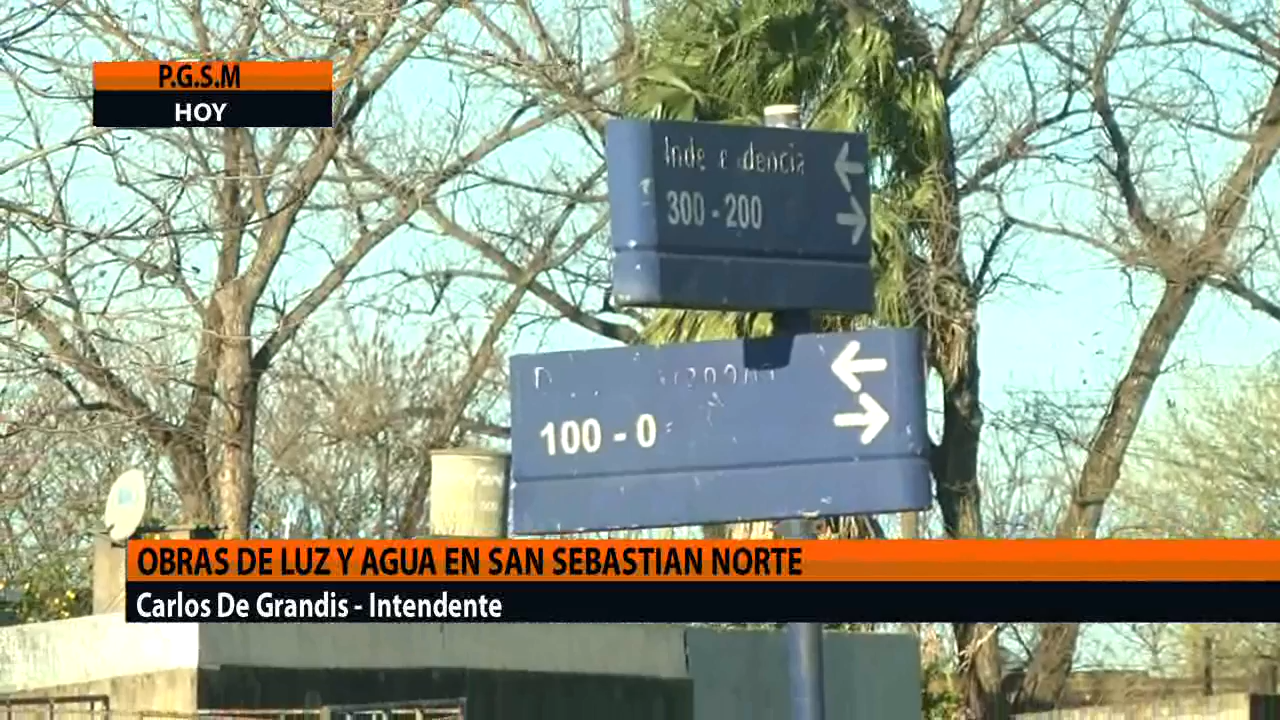 P.G.S.M
HOY
300 - 200
100 - 0
OBRAS DE LUZ Y AGUA EN SAN SEBASTIAN NORTE
Carlos De Grandis - Intendente